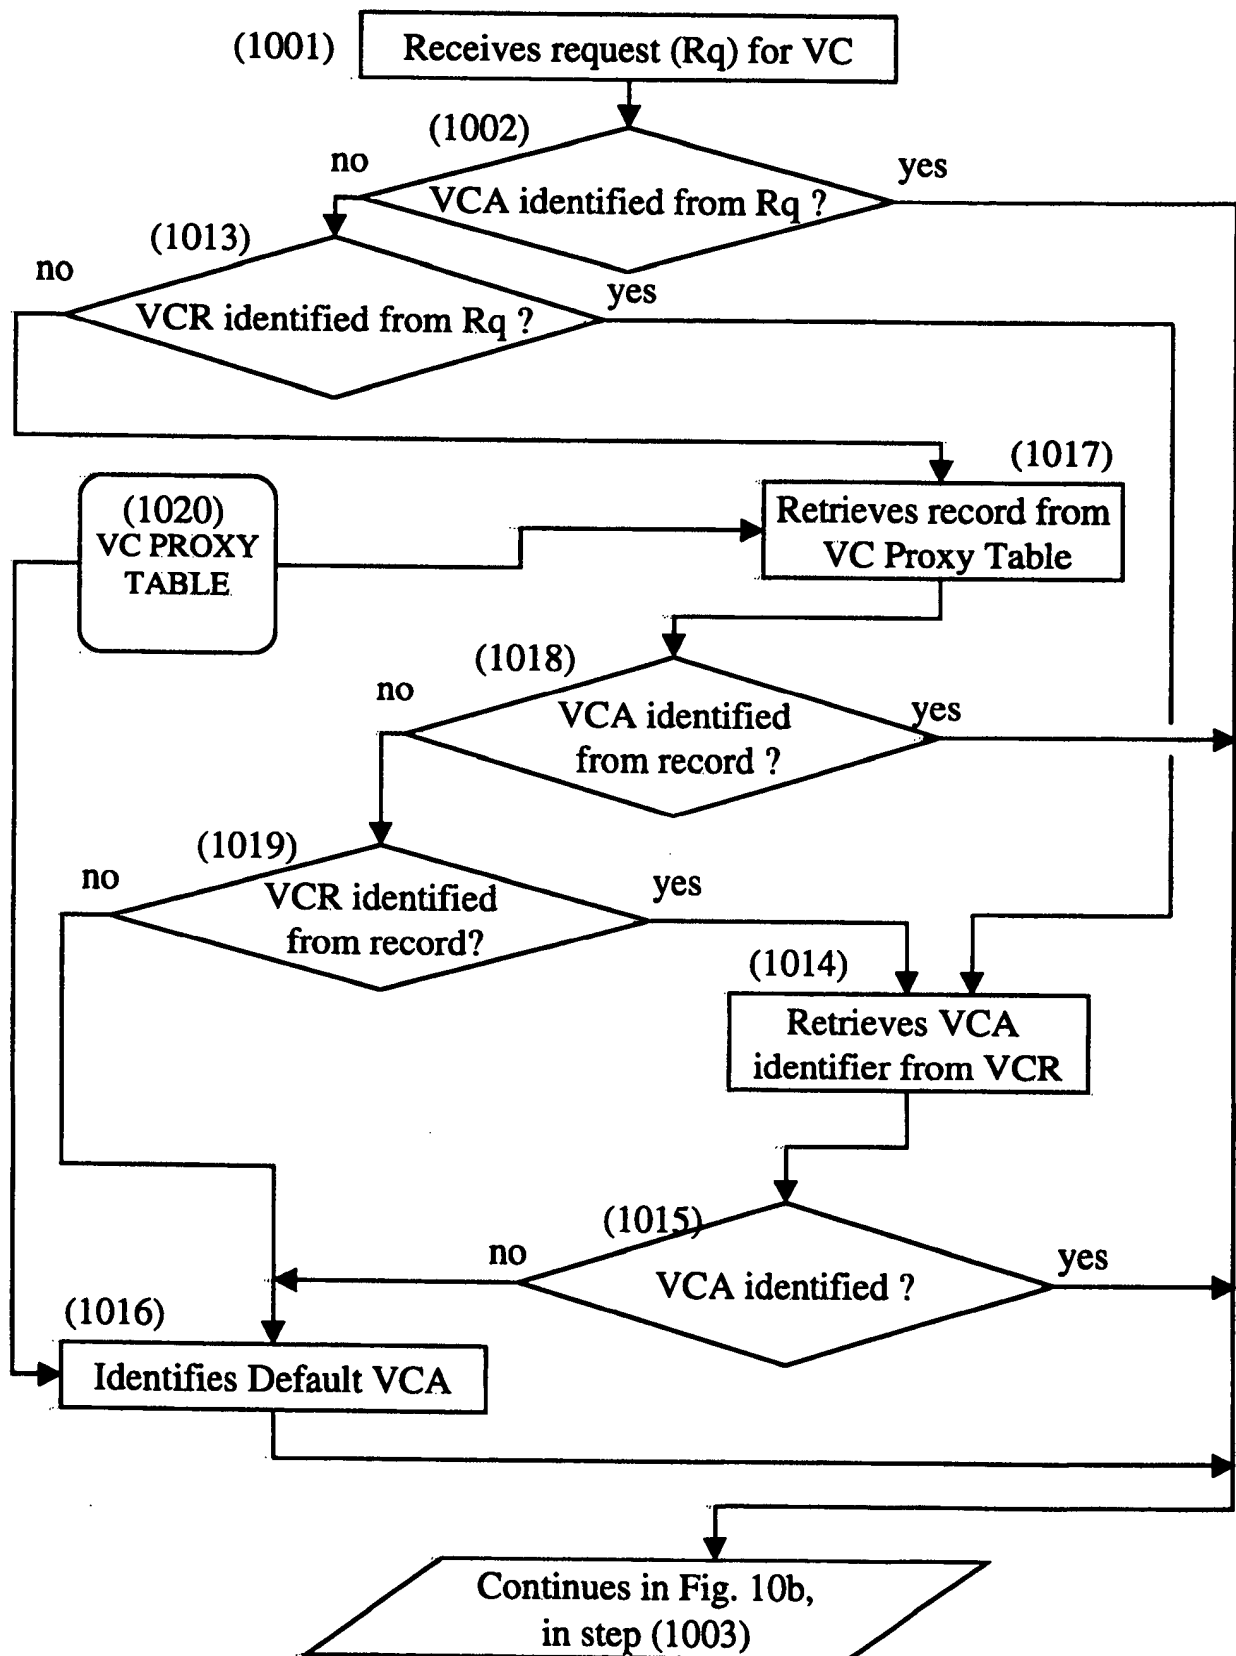 (1001)
Receives request (Rq) for VC
(1002)
no
yes
VCA identified from Rq ?
(1013)
no
yes
VCR identified from Rq ?
(1017)
Retrieves record from
VC Proxy Table
(1020)
VC PROXY
TABLE
(1018)
no
yes
VCA identified
from record ?
(1019)
no
yes
VCR identified
from record?
(1014)
Retrieves VCA
identifier from VCR
(1015)
no
yes
VCA identified ?
(1016)
Identifies Default VCA
Continues in Fig. 10b,
in step (1003)